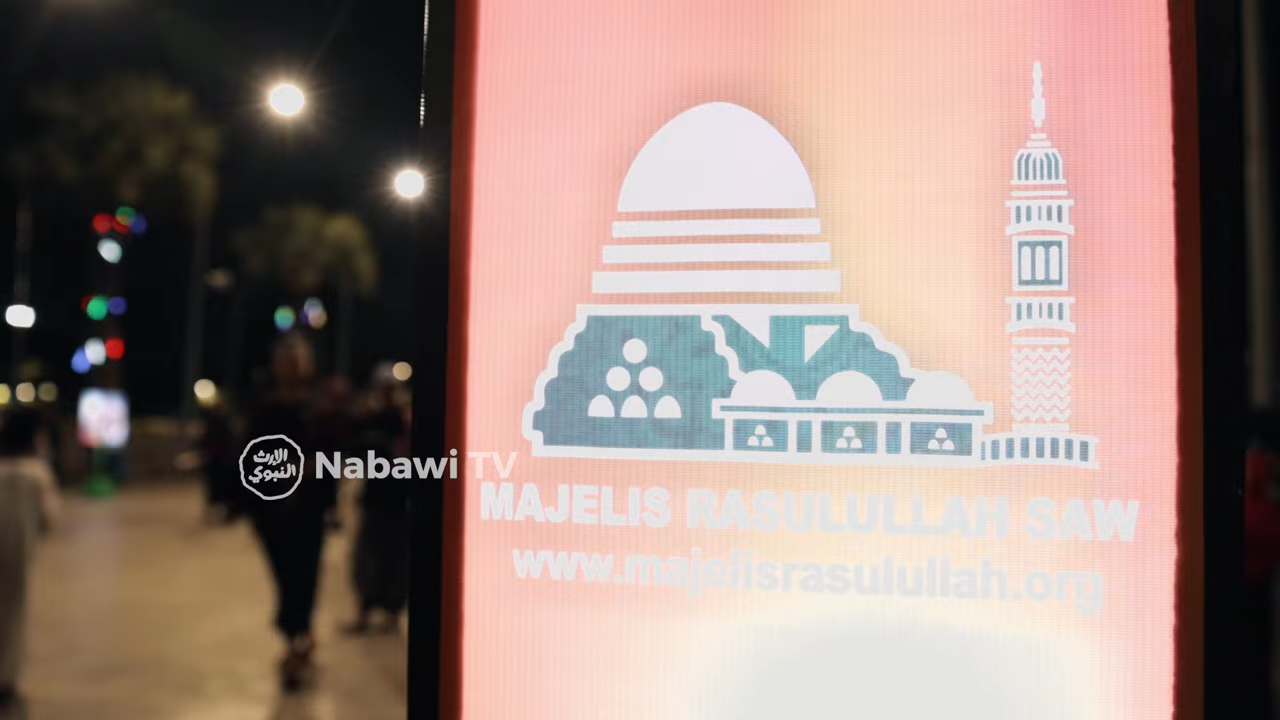 الإرث
النبوي
Nabawi TV
MAJELIS RASULULLAH SAW
www.majelisrasulullah.org